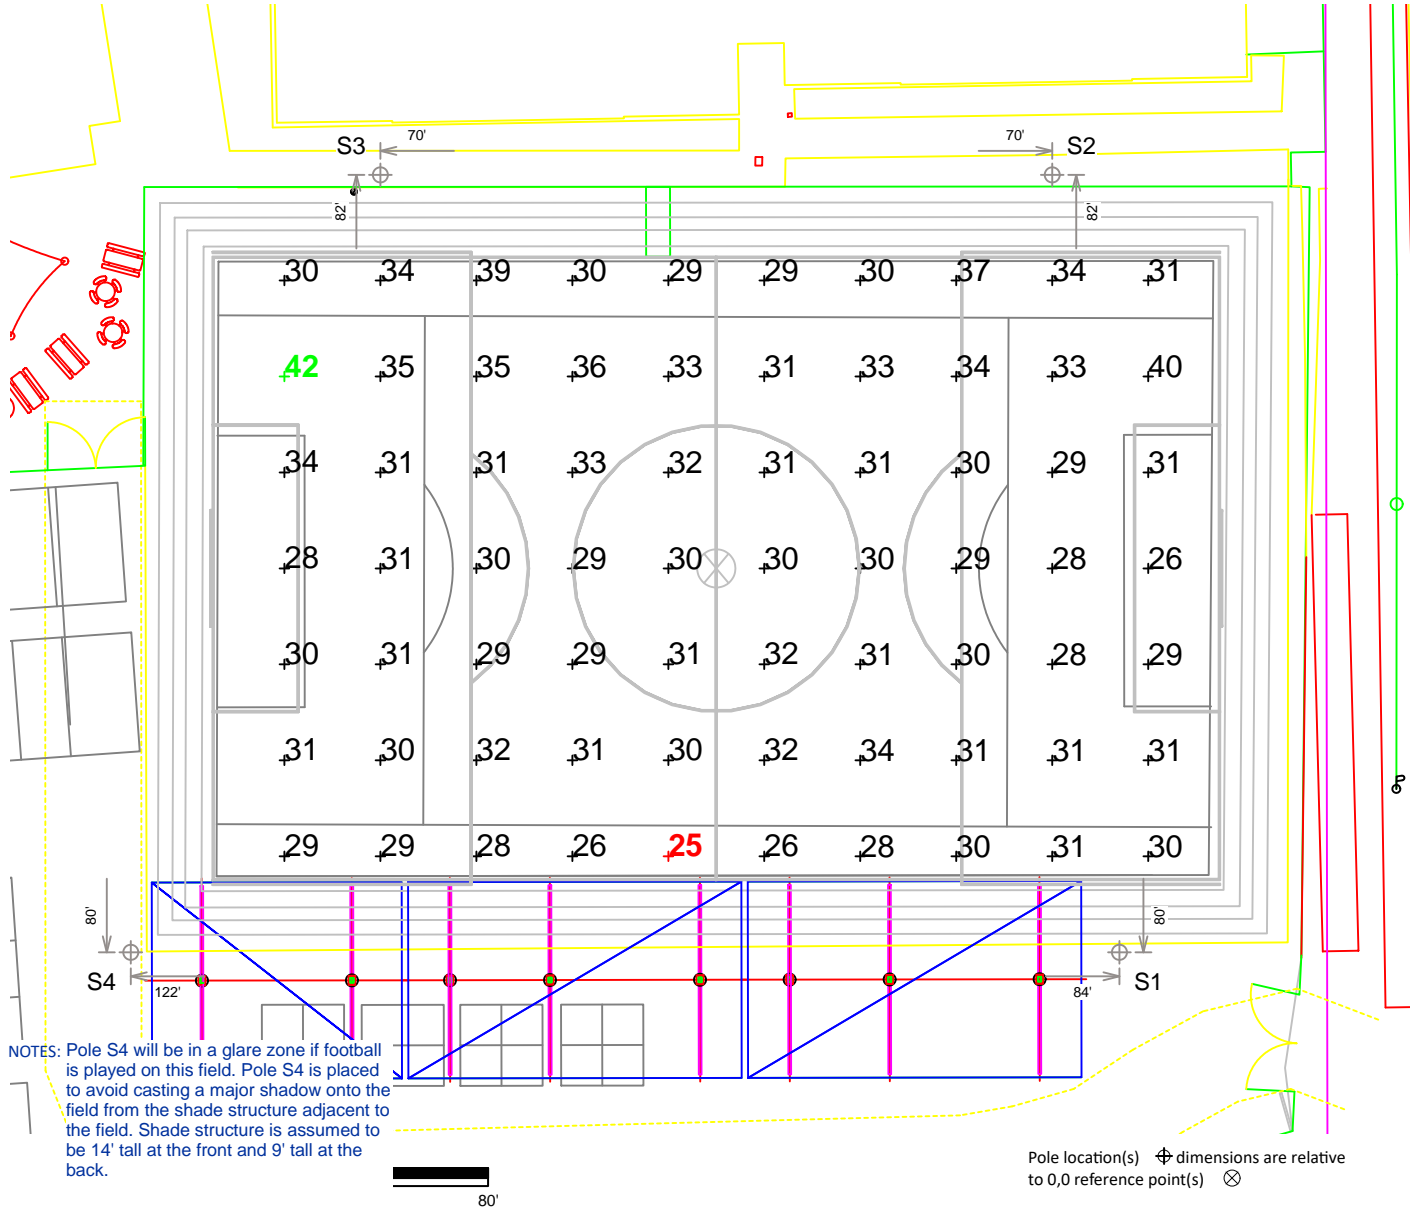 S3 70' 70' S2
82' 82'
30 34 39 30 29 29 30 37 34 31
42 35 35 36 33 31 33 34 33 40
34 31 31 33 32 31 31 30 29 31
28 31 30 29 30 30 30 29 28 26
30 31 29 29 31 32 31 30 28 29
31 30 32 31 30 32 34 31 31 31
29 29 28 26 25 26 28 30 31 30
80' 80'
S4 122' 84' S1
NOTES: Pole S4 will be in a glare zone if football
is played on this field. Pole S4 is placed
to avoid casting a major shadow onto the
field from the shade structure adjacent to
the field. Shade structure is assumed to
be 14' tall at the front and 9' tall at the
back.
80'
Pole location(s) dimensions are relative
to 0,0 reference point(s)